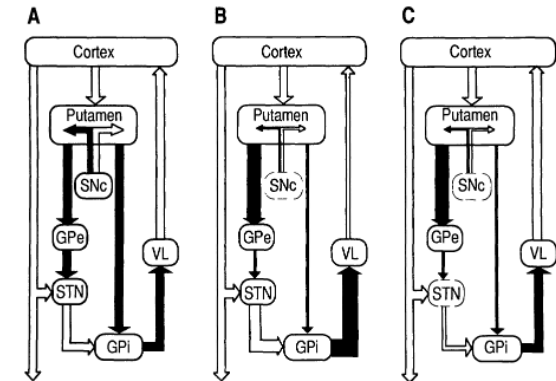 A
B
C
Cortex
Cortex
Cortex
Putamen
Putamen
Putamen
SNc
SNc
SNc
GPe
GPe
GPe
VL
VL
VL
STN
STN
STN
GPi
GPi
GPi